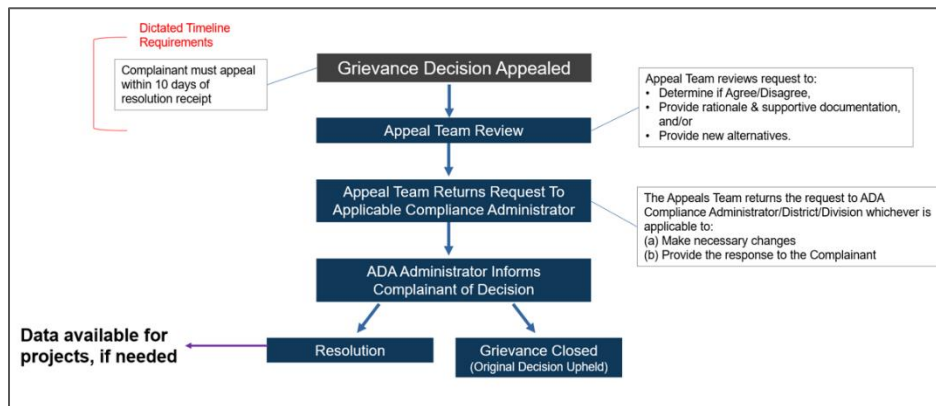 Dictated Timeline
Requirements
Complainant must appeal
within 10 days of
resolution receipt
Grievance Decision Appealed
Appeal Team reviews request to:
• Determine if Agree/Disagree,
• Provide rationale & supportive documentation,
and/or
• Provide new alternatives.
Appeal Team Review
Appeal Team Returns Request To
Applicable Compliance Administrator
The Appeals Team returns the request to ADA
Compliance Administrator/District/Division whichever is
applicable to:
(a) Make necessary changes
(b) Provide the response to the Complainant
ADA Administrator Informs
Complainant of Decision
Data available for
projects, if needed
Resolution
Grievance Closed
(Original Decision Upheld)